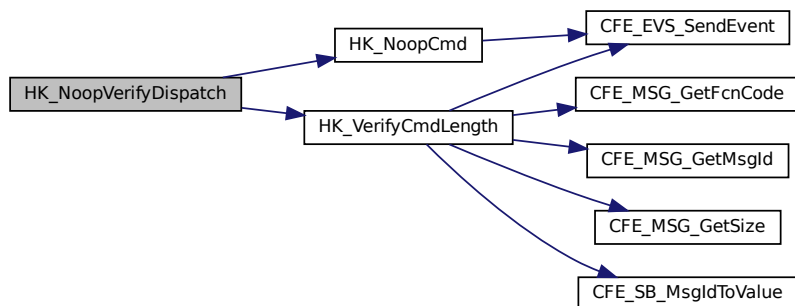 HK_NoopVerifyDispatch
HK_NoopCmd
HK_VerifyCmdLength
CFE_EVS_SendEvent
CFE_MSG_GetFcnCode
CFE_MSG_GetMsgId
CFE_MSG_GetSize
CFE_SB_MsgIdToValue